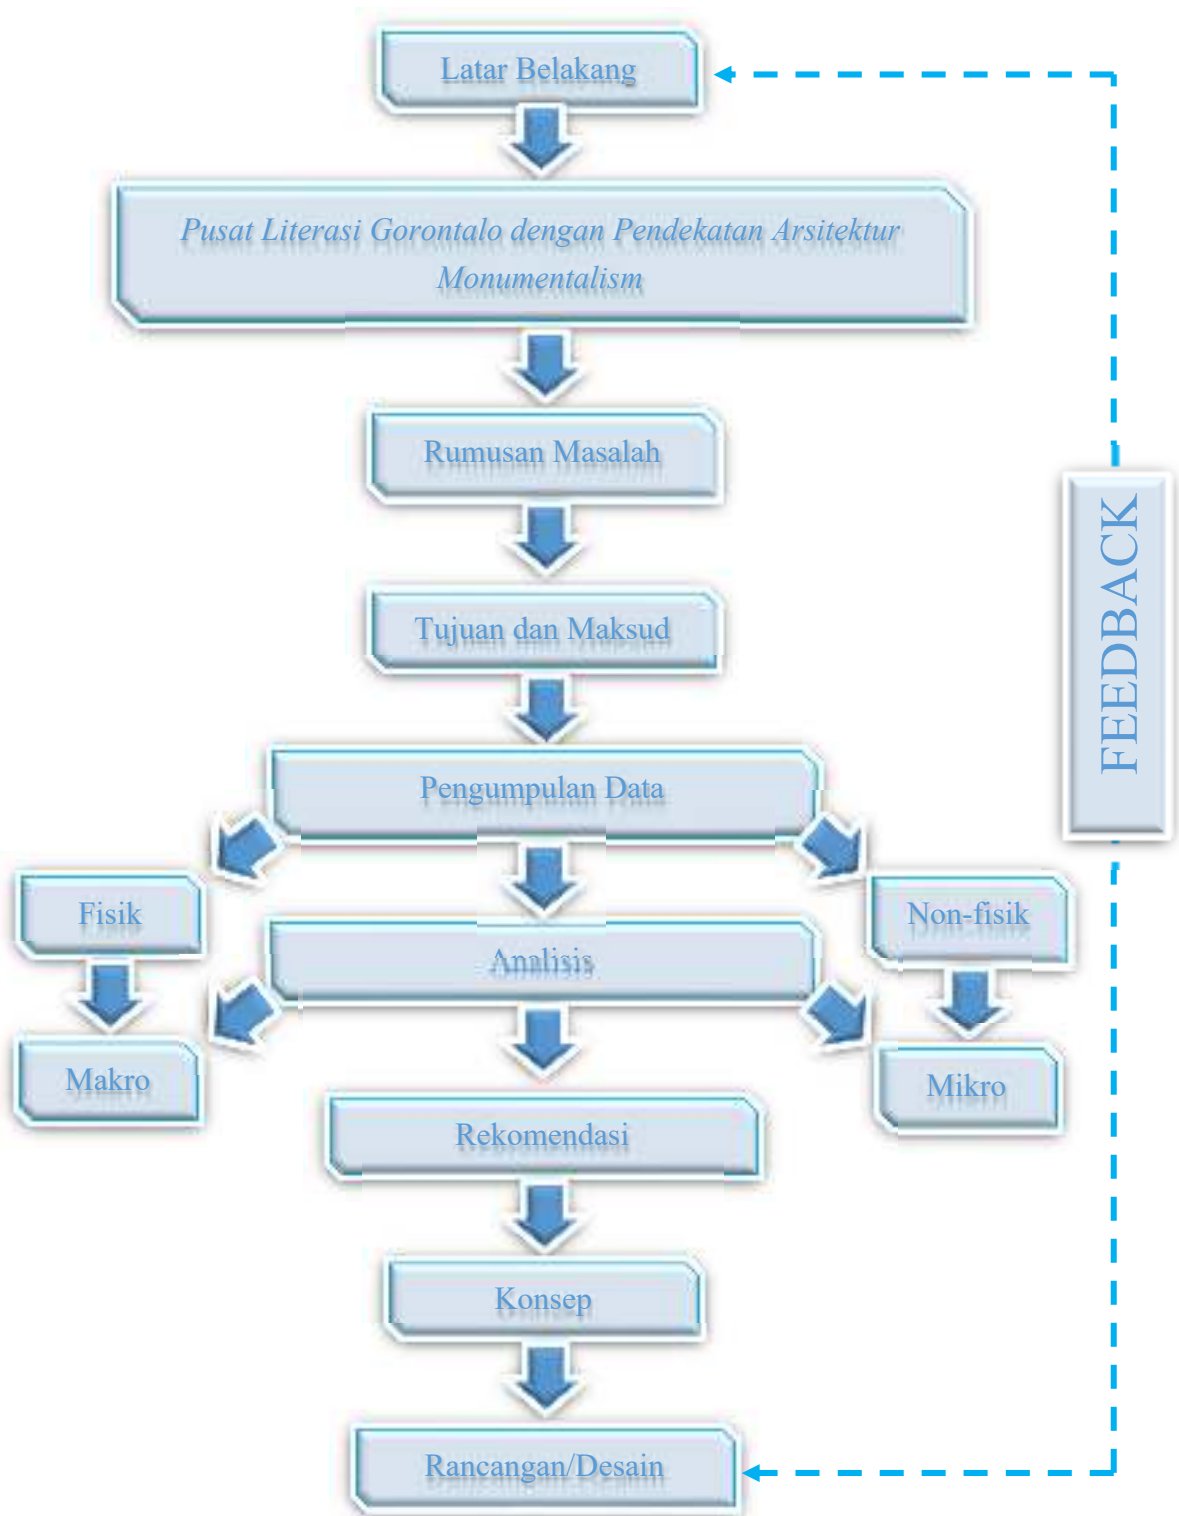 Latar Belakang
Pusat Literasi Gorontalo dengan Pendekatan Arsitektur
Monumentalism
Rumusan Masalah
Tujuan dan Maksud
FEEDBACK
Pengumpulan Data
Fisik
Non-fisik
Analisis
Makro
Mikro
Rekomendasi
Konsep
Rancangan/Desain